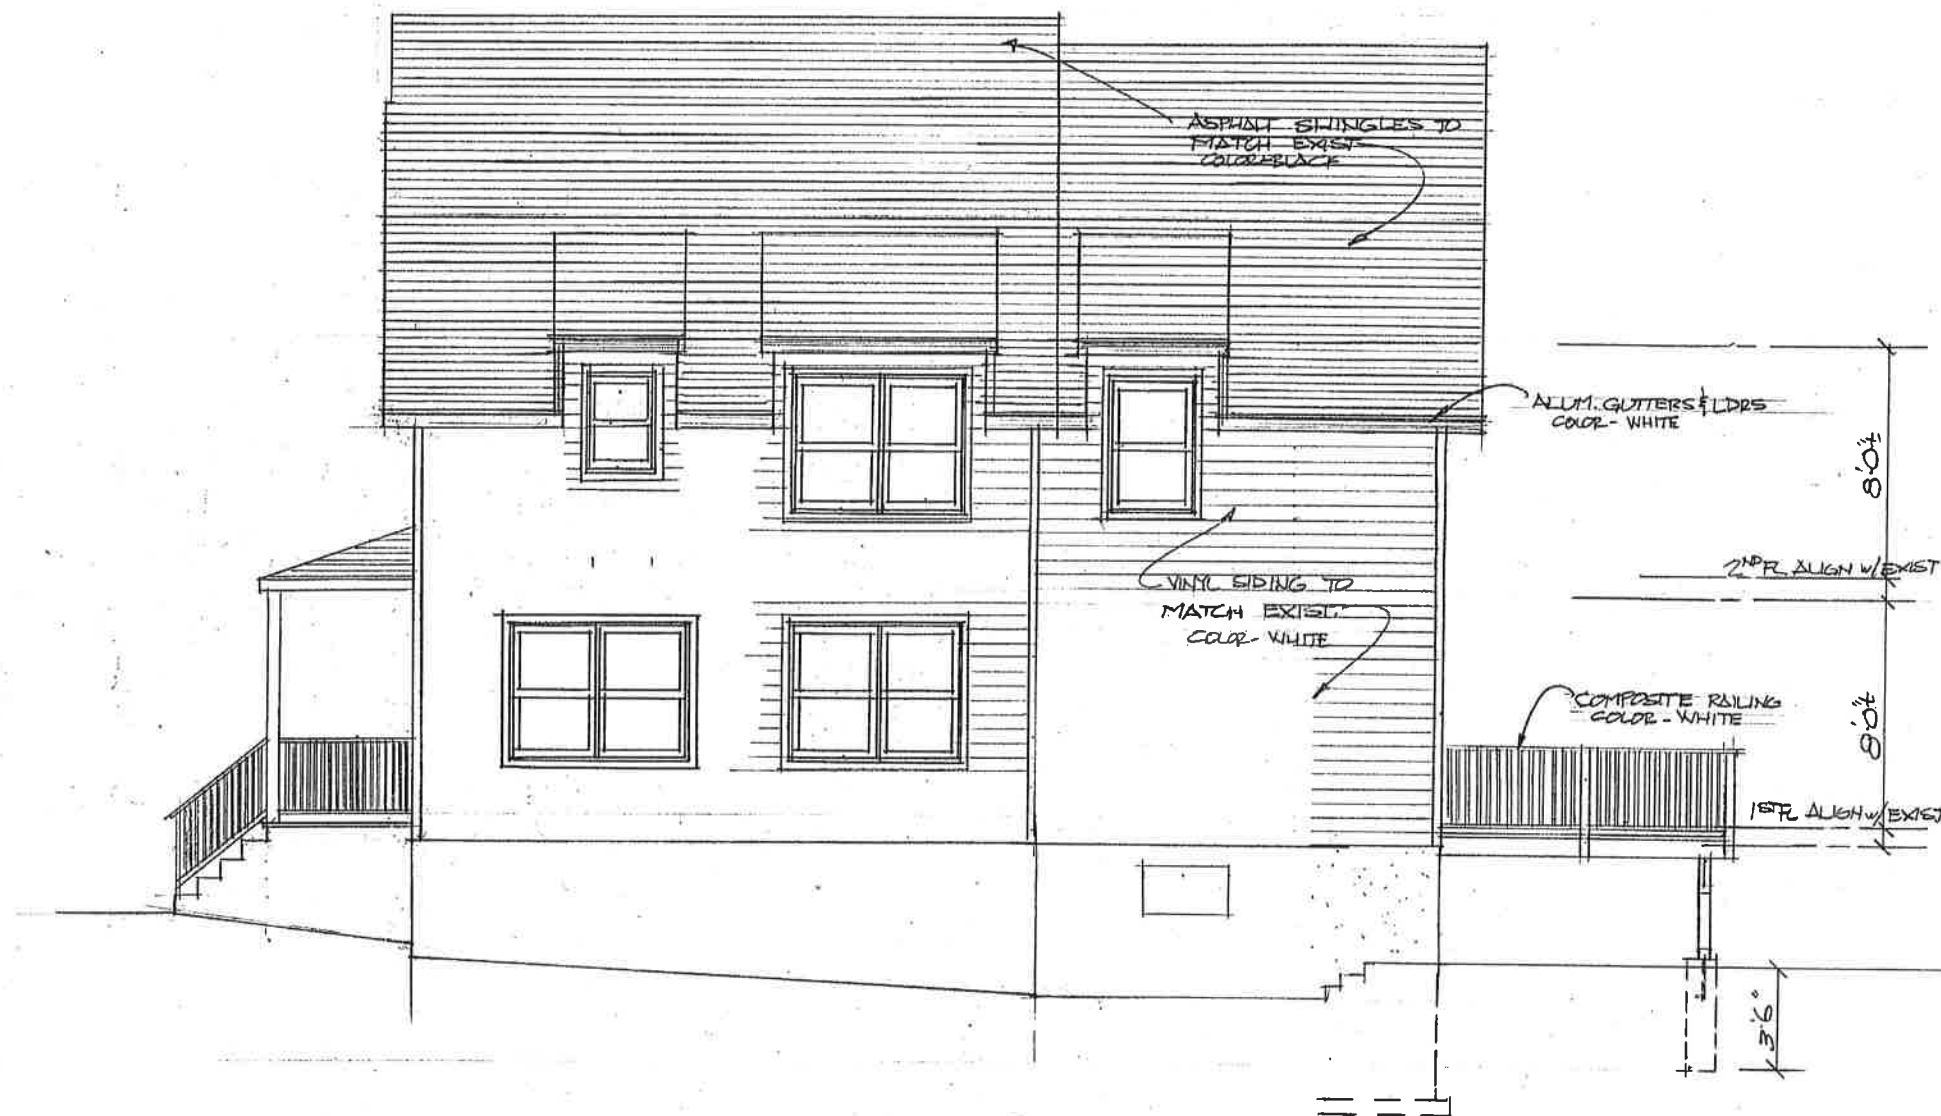 ASPHALT SHINGLES TO
MATCH EXIST
COLOR-BLACK
ALUM. GUTTERS & LDRS
COLOR - WHITE
8'0"±
2ND FL ALIGN W/EXIST
VINYL SIDING TO
MATCH EXIST.
COLOR - WHITE
COMPOSITE RAILING
COLOR - WHITE
8'0"±
1ST FL ALIGN W/EXIST
3'6"